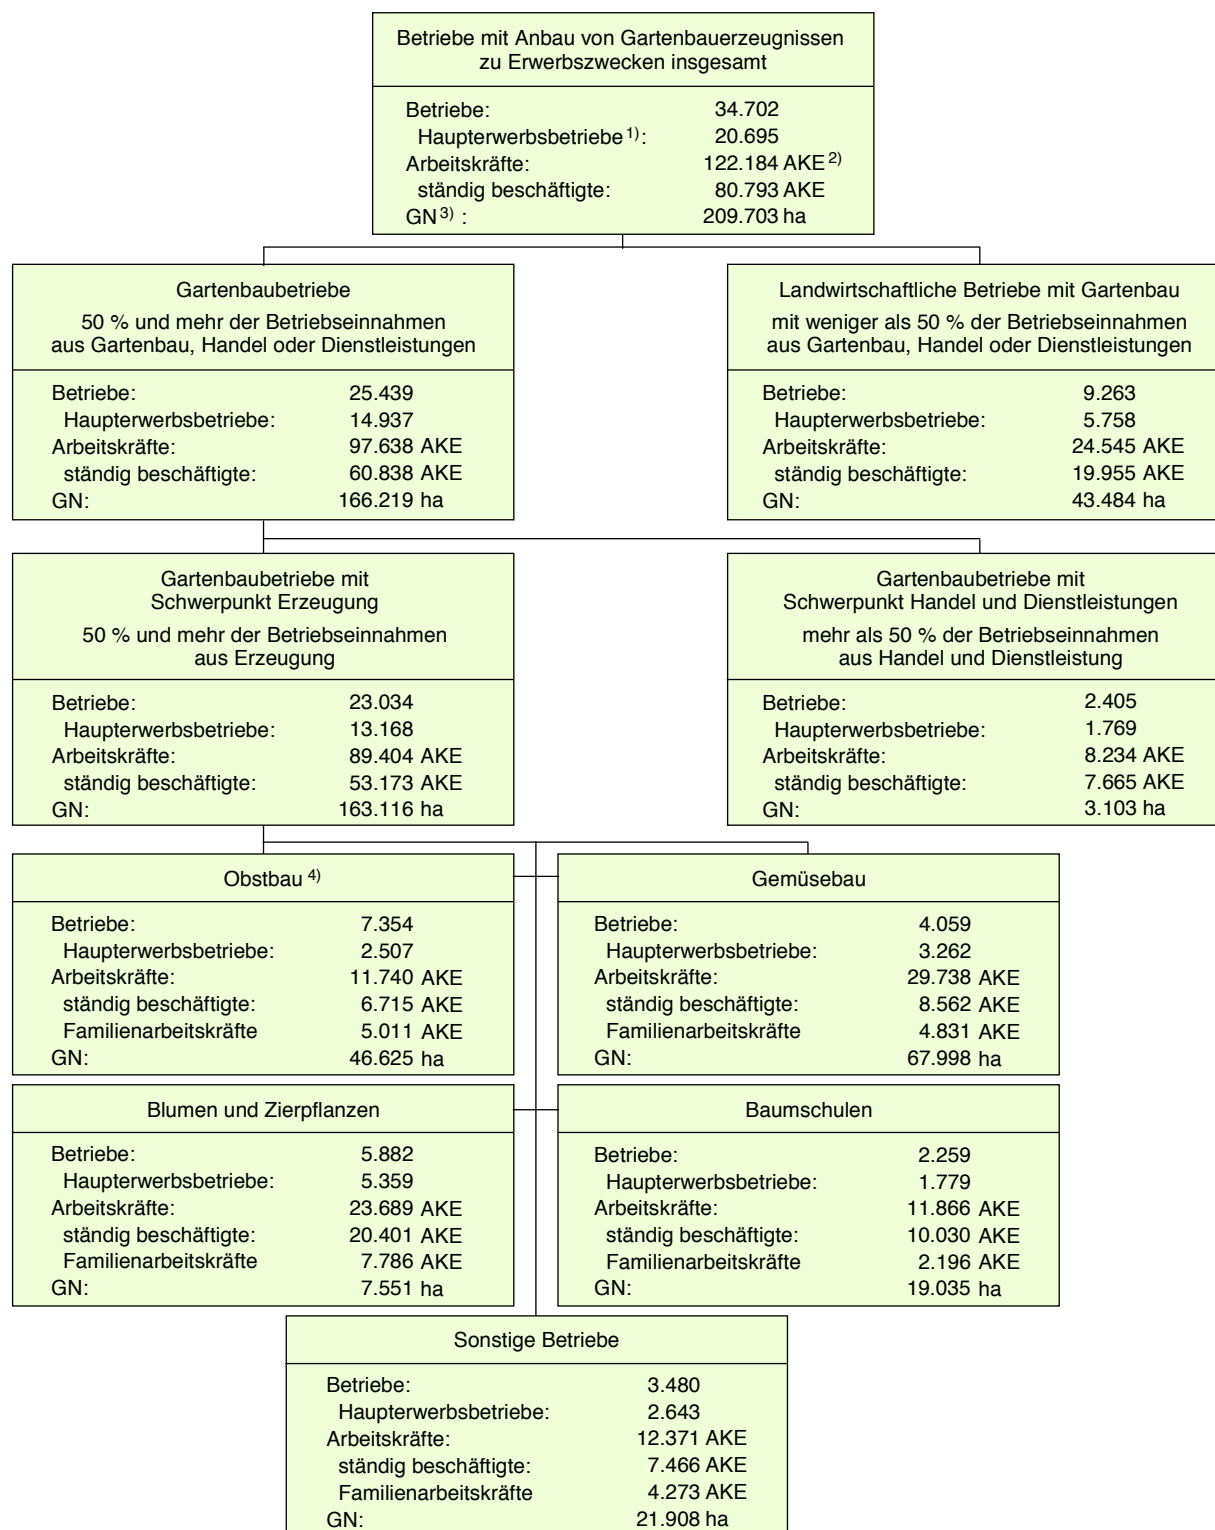 Betriebe mit Anbau von Gartenbauerzeugnissen
zu Erwerbszwecken insgesamt
Betriebe: 34.702
Haupterwerbsbetriebe 1): 20.695
Arbeitskräfte: 122.184 AKE 2)
ständig beschäftigte: 80.793 AKE
GN 3) : 209.703 ha
Gartenbaubetriebe
50 % und mehr der Betriebseinnahmen
aus Gartenbau, Handel oder Dienstleistungen
Betriebe: 25.439
Haupterwerbsbetriebe: 14.937
Arbeitskräfte: 97.638 AKE
ständig beschäftigte: 60.838 AKE
GN: 166.219 ha
Landwirtschaftliche Betriebe mit Gartenbau
mit weniger als 50 % der Betriebseinnahmen
aus Gartenbau, Handel oder Dienstleistungen
Betriebe: 9.263
Haupterwerbsbetriebe: 5.758
Arbeitskräfte: 24.545 AKE
ständig beschäftigte: 19.955 AKE
GN: 43.484 ha
Gartenbaubetriebe mit
Schwerpunkt Erzeugung
50 % und mehr der Betriebseinnahmen
aus Erzeugung
Betriebe: 23.034
Haupterwerbsbetriebe: 13.168
Arbeitskräfte: 89.404 AKE
ständig beschäftigte: 53.173 AKE
GN: 163.116 ha
Gartenbaubetriebe mit
Schwerpunkt Handel und Dienstleistungen
mehr als 50 % der Betriebseinnahmen
aus Handel und Dienstleistung
Betriebe: 2.405
Haupterwerbsbetriebe: 1.769
Arbeitskräfte: 8.234 AKE
ständig beschäftigte: 7.665 AKE
GN: 3.103 ha
Obstbau 4)
Betriebe: 7.354
Haupterwerbsbetriebe: 2.507
Arbeitskräfte: 11.740 AKE
ständig beschäftigte: 6.715 AKE
Familienarbeitskräfte 5.011 AKE
GN: 46.625 ha
Gemüsebau
Betriebe: 4.059
Haupterwerbsbetriebe: 3.262
Arbeitskräfte: 29.738 AKE
ständig beschäftigte: 8.562 AKE
Familienarbeitskräfte 4.831 AKE
GN: 67.998 ha
Blumen und Zierpflanzen
Betriebe: 5.882
Haupterwerbsbetriebe: 5.359
Arbeitskräfte: 23.689 AKE
ständig beschäftigte: 20.401 AKE
Familienarbeitskräfte 7.786 AKE
GN: 7.551 ha
Baumschulen
Betriebe: 2.259
Haupterwerbsbetriebe: 1.779
Arbeitskräfte: 11.866 AKE
ständig beschäftigte: 10.030 AKE
Familienarbeitskräfte 2.196 AKE
GN: 19.035 ha
Sonstige Betriebe
Betriebe: 3.480
Haupterwerbsbetriebe: 2.643
Arbeitskräfte: 12.371 AKE
ständig beschäftigte: 7.466 AKE
Familienarbeitskräfte 4.273 AKE
GN: 21.908 ha